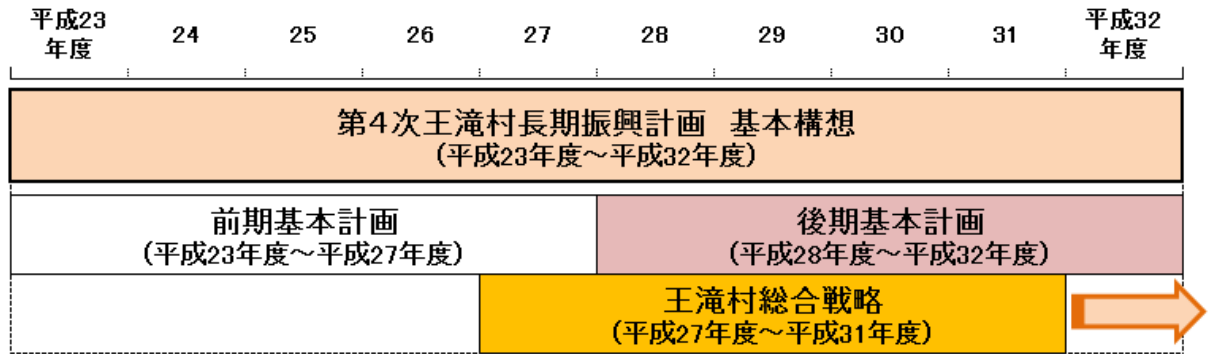 平成23
年度
24
25
26
27
28
29
30
31
平成32
年度
第4次王滝村長期振興計画 基本構想
(平成23年度～平成32年度)
前期基本計画
(平成23年度～平成27年度)
後期基本計画
(平成28年度～平成32年度)
王滝村総合戦略
(平成27年度～平成31年度)